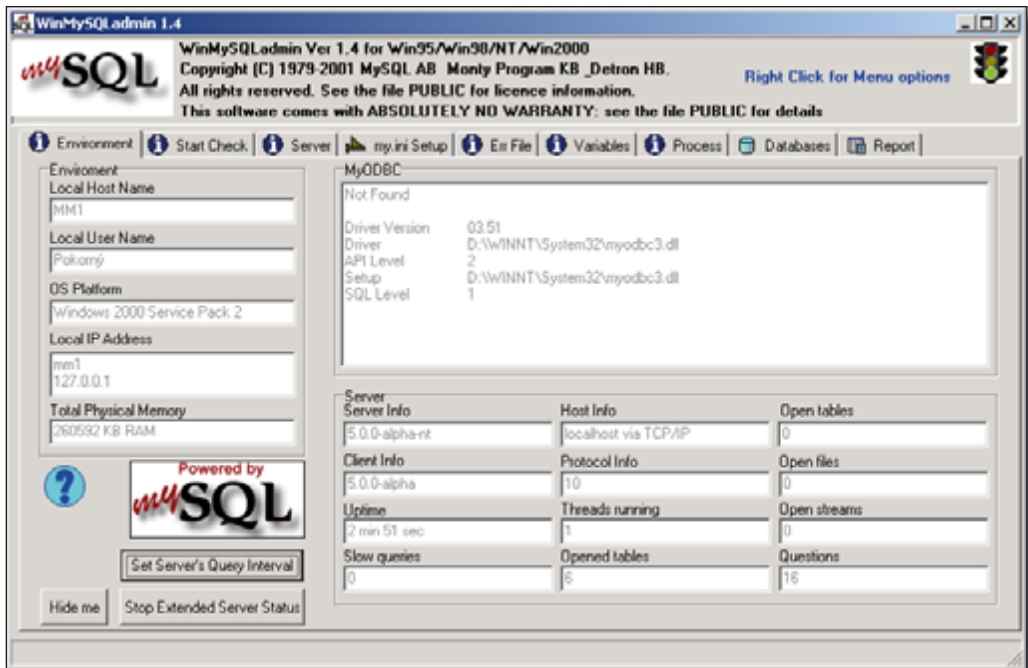 WinMySQLadmin 1.4
mySQL
WinMySQLadmin Ver 1.4 for Win95/Win98/NT/Win2000
Copyright (C) 1979-2001 MySQL AB Monty Program KB _Detron HB.
All rights reserved. See the file PUBLIC for licence information.
This software comes with ABSOLUTELY NO WARRANTY: see the file PUBLIC for details
Right Click for Menu options
Environment Start Check Server my.ini Setup Err File Variables Process Databases Report
Enviroment
Local Host Name
MM1
Local User Name
Pokorný
OS Platform
Windows 2000 Service Pack 2
Local IP Address
mm1
127.0.0.1
Total Physical Memory
260592 KB RAM
Powered by
mySQL
Set Server's Query Interval
Hide me Stop Extended Server Status
MyODBC
Not Found
Driver Version 03.51
Driver D:\WINNT\System32\myodbc3.dll
API Level 2
Setup D:\WINNT\System32\myodbc3.dll
SQL Level 1
Server
Server Info Host Info Open tables
5.0.0-alpha-nt localhost via TCP/IP 0
Client Info Protocol Info Open files
5.0.0-alpha 10 0
Uptime Threads running Open streams
2 min 51 sec 1 0
Slow queries Opened tables Questions
0 6 16